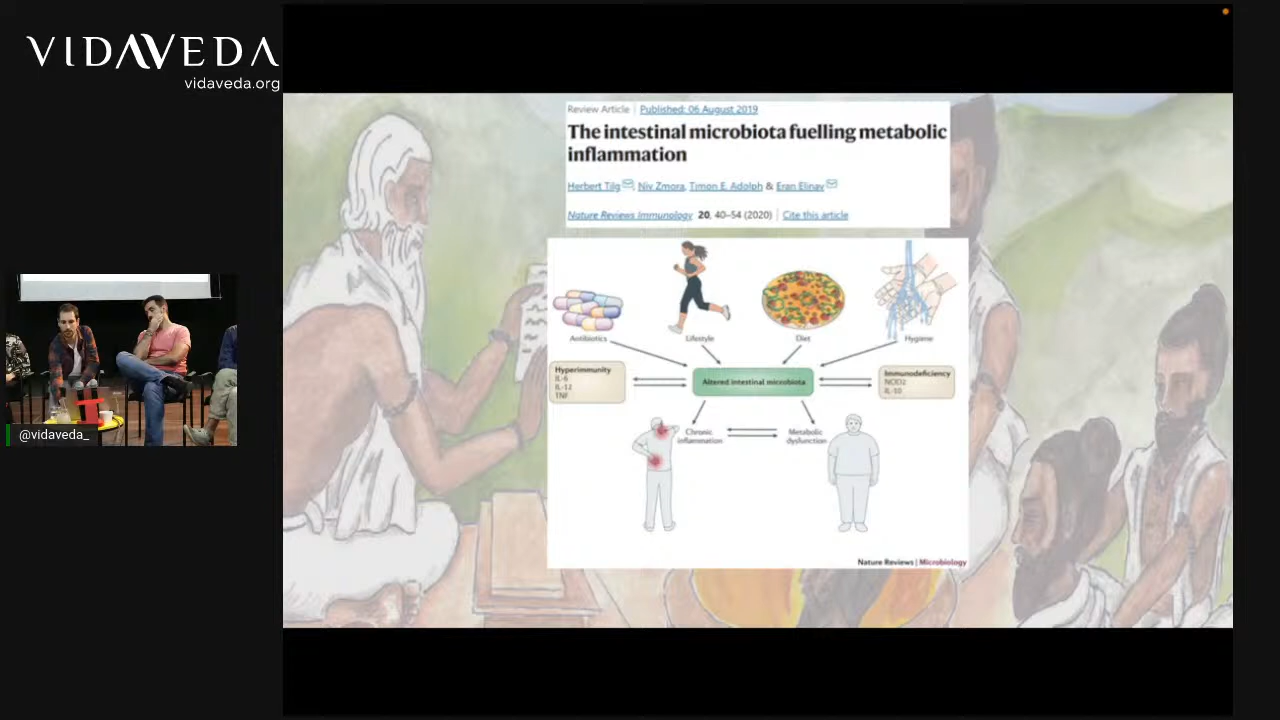 VIDAVEDA
vidaveda.org
@vidaveda_
Review Article | Published: 06 August 2019
The intestinal microbiota fuelling metabolic
inflammation
Herbert Tilg, Niv Zmora, Timon E. Adolph & Eran Elinav
Nature Reviews Immunology 20, 40–54 (2020) | Cite this article
Antibiotics
Lifestyle
Diet
Hygiene
Hyperimmunity
IL-6
IL-12
TNF
Altered intestinal microbiota
Immunodeficiency
NOD2
IL-10
Chronic
inflammation
Metabolic
dysfunction
Nature Reviews | Microbiology